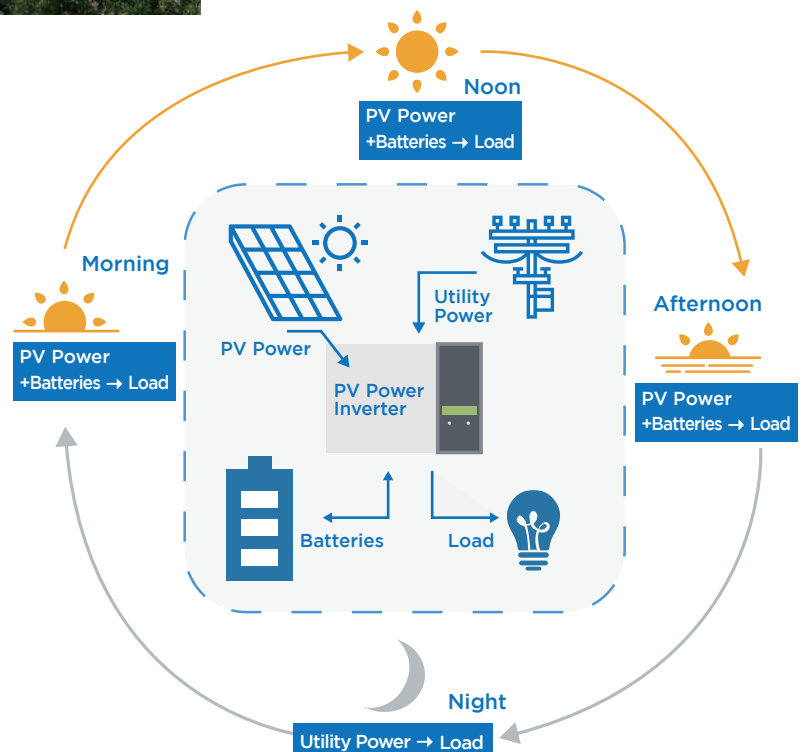 Noon
PV Power
+Batteries → Load
Morning
PV Power
+Batteries → Load
Afternoon
PV Power
+Batteries → Load
Utility
Power
PV Power
PV Power
Inverter
Batteries
Load
Night
Utility Power → Load